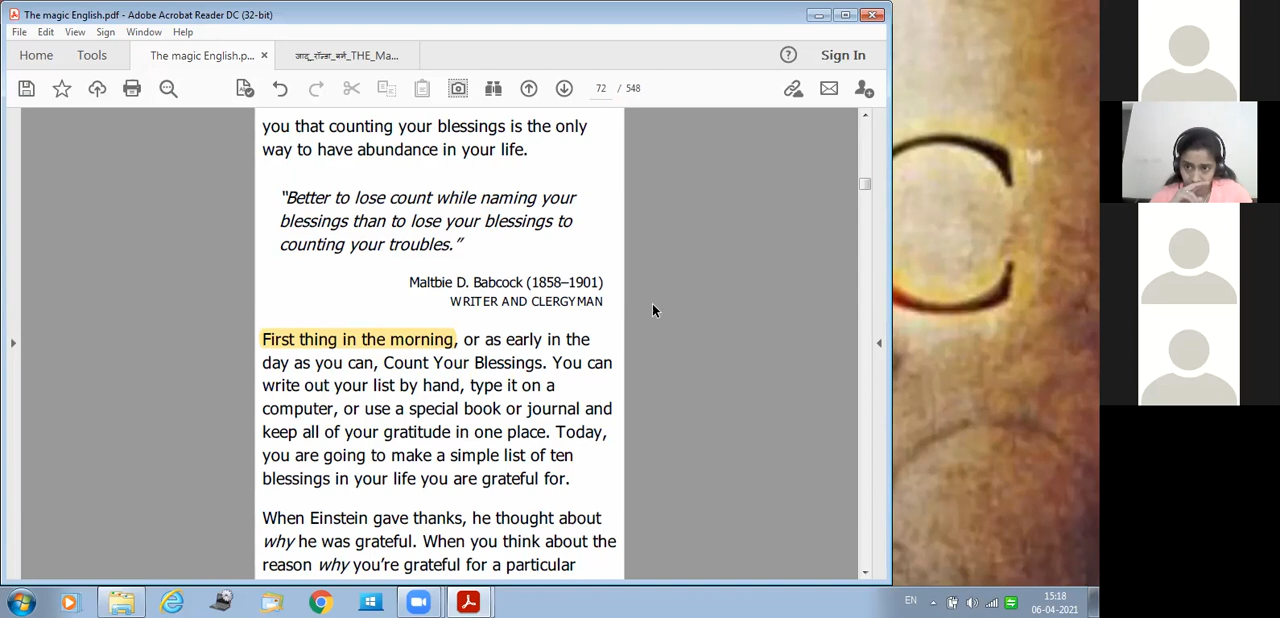 The magic English.pdf - Adobe Acrobat Reader DC (32-bit)
File Edit View Sign Window Help
Home Tools The magic English.p... × जादू_रॉन्डा_बर्न_THE_Ma... Sign In
72 / 548
you that counting your blessings is the only
way to have abundance in your life.
“Better to lose count while naming your
blessings than to lose your blessings to
counting your troubles.”
Maltbie D. Babcock (1858–1901)
WRITER AND CLERGYMAN
First thing in the morning, or as early in the
day as you can, Count Your Blessings. You can
write out your list by hand, type it on a
computer, or use a special book or journal and
keep all of your gratitude in one place. Today,
you are going to make a simple list of ten
blessings in your life you are grateful for.
When Einstein gave thanks, he thought about
why he was grateful. When you think about the
reason why you’re grateful for a particular
C
EN
15:18
06-04-2021